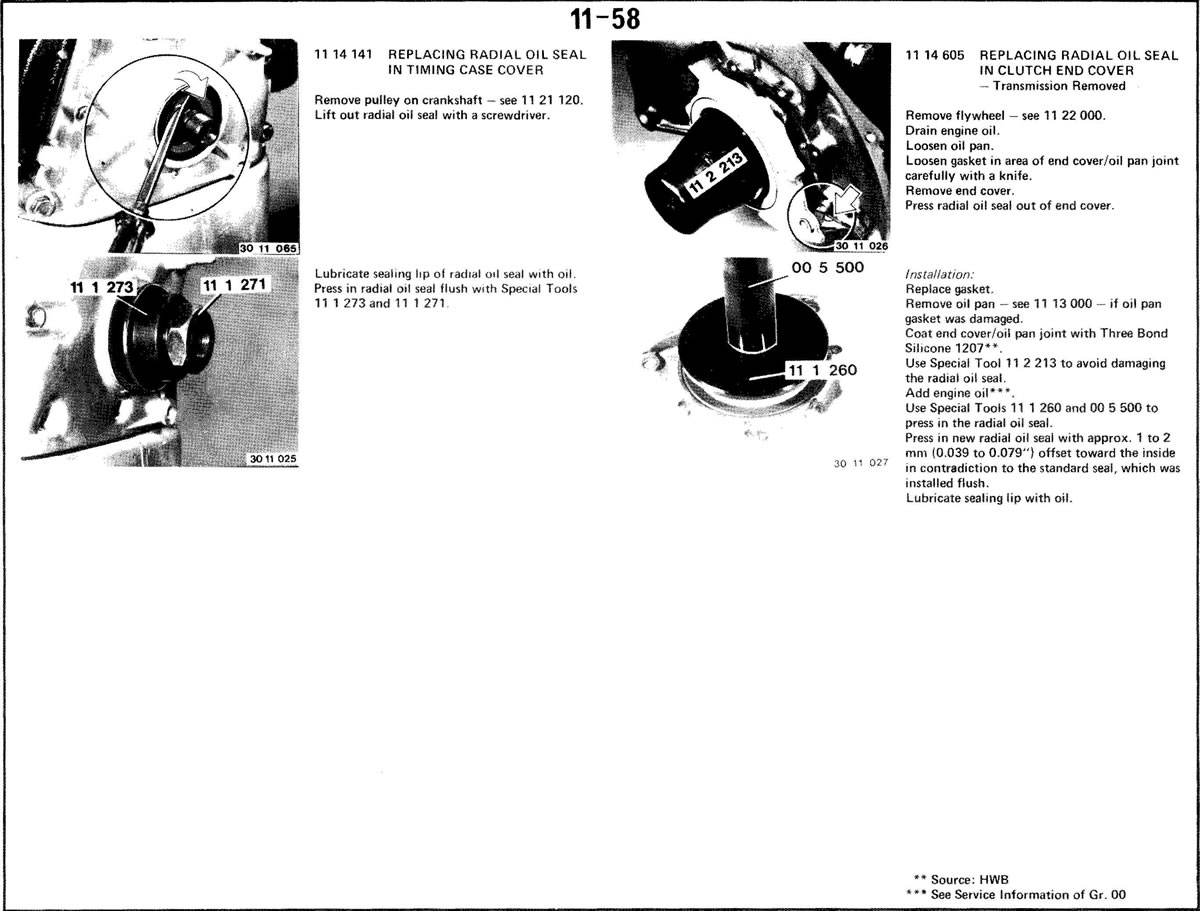 11-58
11 14 141 REPLACING RADIAL OIL SEAL
IN TIMING CASE COVER
Remove pulley on crankshaft — see 11 21 120.
Lift out radial oil seal with a screwdriver.
30 11 065
Lubricate sealing lip of radial oil seal with oil.
Press in radial oil seal flush with Special Tools
11 1 273 and 11 1 271.
11 1 273
11 1 271
30 11 025
11 2 213
30 11 026
11 14 605 REPLACING RADIAL OIL SEAL
IN CLUTCH END COVER
— Transmission Removed
Remove flywheel — see 11 22 000.
Drain engine oil.
Loosen oil pan.
Loosen gasket in area of end cover/oil pan joint
carefully with a knife.
Remove end cover.
Press radial oil seal out of end cover.
00 5 500
11 1 260
30 11 027
Installation:
Replace gasket.
Remove oil pan — see 11 13 000 — if oil pan
gasket was damaged.
Coat end cover/oil pan joint with Three Bond
Silicone 1207**.
Use Special Tool 11 2 213 to avoid damaging
the radial oil seal.
Add engine oil***.
Use Special Tools 11 1 260 and 00 5 500 to
press in the radial oil seal.
Press in new radial oil seal with approx. 1 to 2
mm (0.039 to 0.079") offset toward the inside
in contradiction to the standard seal, which was
installed flush.
Lubricate sealing lip with oil.
** Source: HWB
*** See Service Information of Gr. 00